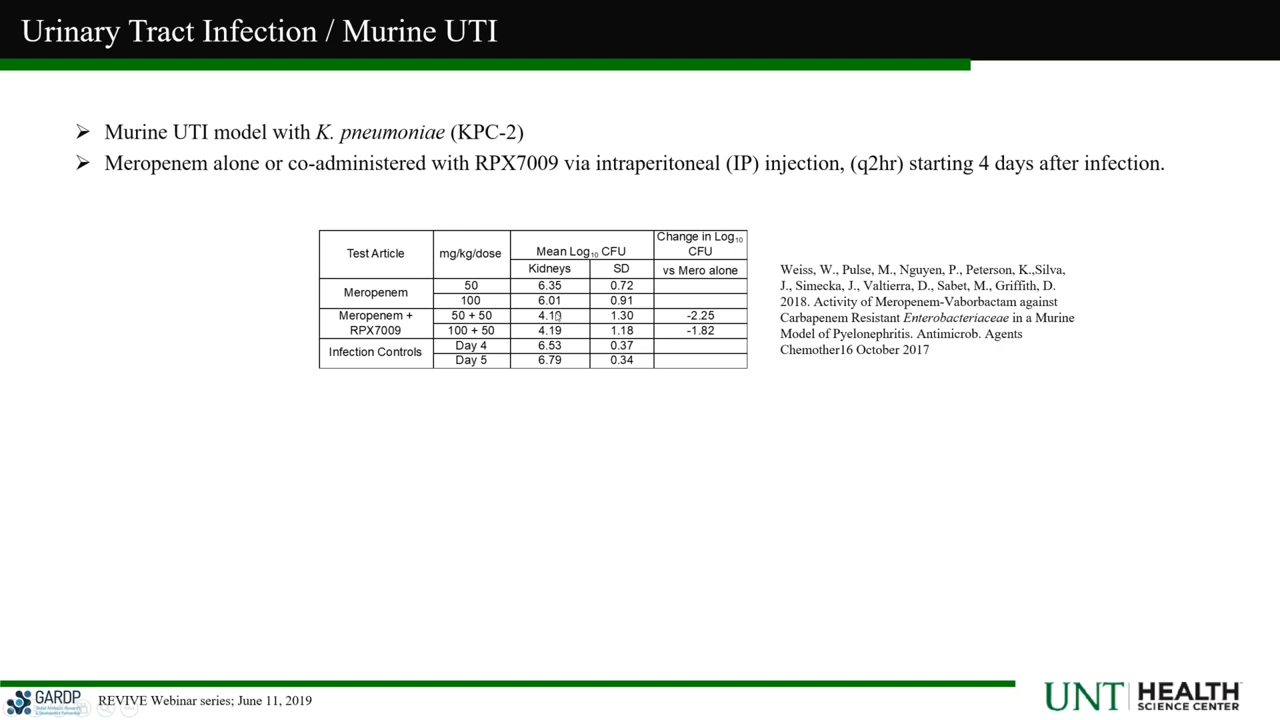 Urinary Tract Infection / Murine UTI
➢ Murine UTI model with K. pneumoniae (KPC-2)
➢ Meropenem alone or co-administered with RPX7009 via intraperitoneal (IP) injection, (q2hr) starting 4 days after infection.
Test Article mg/kg/dose Mean Log10 CFU Change in Log10 CFU
Kidneys SD vs Mero alone
Meropenem 50 6.35 0.72
100 6.01 0.91
Meropenem + RPX7009 50 + 50 1.30 -2.25
100 + 50 4.19 1.18 -1.82
Infection Controls Day 4 6.53 0.37
Day 5 6.79 0.34
Weiss, W., Pulse, M., Nguyen, P., Peterson, K.,Silva,
J., Simecka, J., Valtierra, D., Sabet, M., Griffith, D.
2018. Activity of Meropenem-Vaborbactam against
Carbapenem Resistant Enterobacteriaceae in a Murine
Model of Pyelonephritis. Antimicrob. Agents
Chemother16 October 2017
GARDP
REVIVE Webinar series; June 11, 2019
UNT HEALTH
SCIENCE CENTER